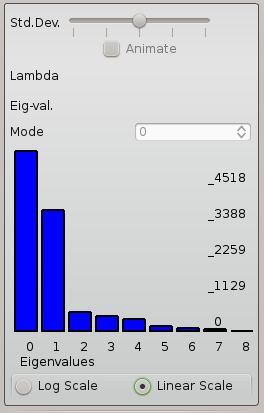 Std.Dev.
Animate
Lambda
Eig-val.
Mode 0
_4518
_3388
_2259
_1129
0
0 1 2 3 4 5 6 7 8
Eigenvalues
Log Scale Linear Scale